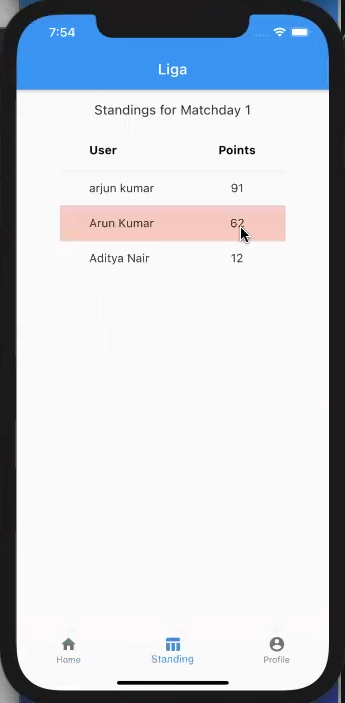 7:54
Liga
Standings for Matchday 1
User Points
arjun kumar 91
Arun Kumar 62
Aditya Nair 12
Home Standing Profile